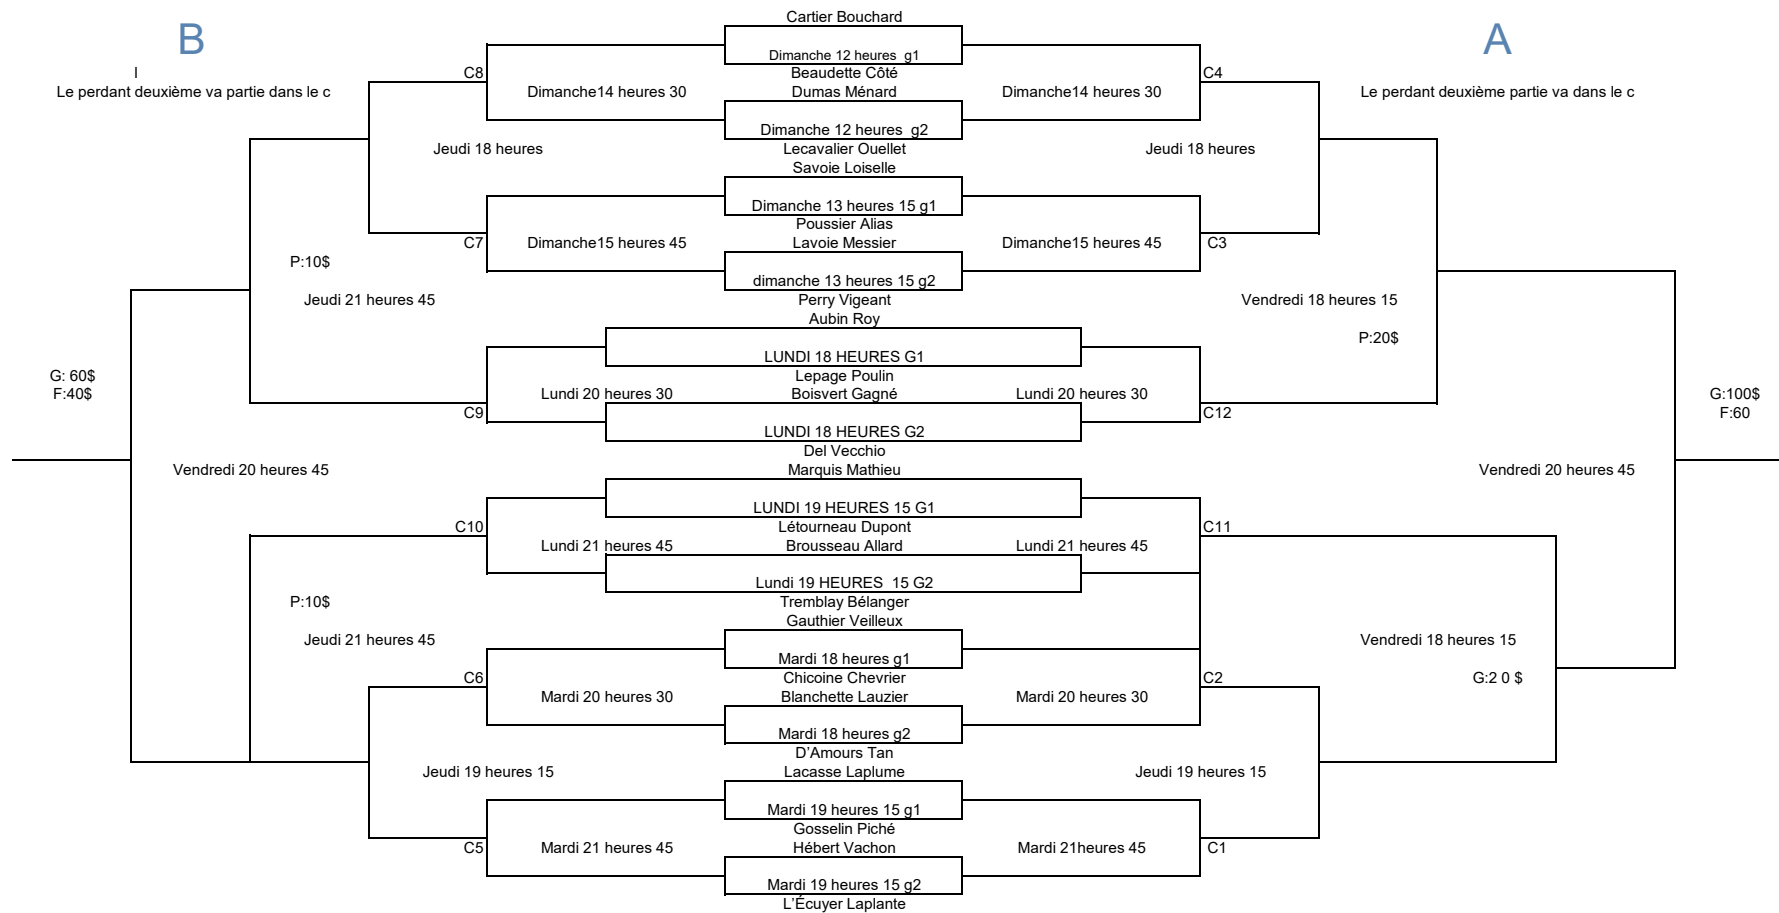 Cartier Bouchard
B
A
Dimanche 12 heures g1
I
C8
Beaudette Côté
C4
Le perdant deuxième va partie dans le c
Dimanche14 heures 30
Dumas Ménard
Dimanche14 heures 30
Le perdant deuxième partie va dans le c
Dimanche 12 heures g2
Jeudi 18 heures
Lecavalier Ouellet
Jeudi 18 heures
Savoie Loiselle
Dimanche 13 heures 15 g1
Poussier Alias
C7
Dimanche15 heures 45
Lavoie Messier
Dimanche15 heures 45
C3
P:10$
dimanche 13 heures 15 g2
Jeudi 21 heures 45
Perry Vigeant
Vendredi 18 heures 15
Aubin Roy
P:20$
LUNDI 18 HEURES G1
G: 60$
Lepage Poulin
F:40$
Lundi 20 heures 30
Boisvert Gagné
Lundi 20 heures 30
G:100$
C9
C12
F:60
LUNDI 18 HEURES G2
Del Vecchio
Vendredi 20 heures 45
Marquis Mathieu
Vendredi 20 heures 45
LUNDI 19 HEURES 15 G1
C10
Létourneau Dupont
C11
Lundi 21 heures 45
Brousseau Allard
Lundi 21 heures 45
Lundi 19 HEURES 15 G2
P:10$
Tremblay Bélanger
Gauthier Veilleux
Jeudi 21 heures 45
Vendredi 18 heures 15
Mardi 18 heures g1
C6
Chicoine Chevrier
C2
G:2 0 $
Mardi 20 heures 30
Blanchette Lauzier
Mardi 20 heures 30
Mardi 18 heures g2
D’Amours Tan
Jeudi 19 heures 15
Lacasse Laplume
Jeudi 19 heures 15
Mardi 19 heures 15 g1
Gosselin Piché
C5
Mardi 21 heures 45
Hébert Vachon
Mardi 21heures 45
C1
Mardi 19 heures 15 g2
L’Écuyer Laplante